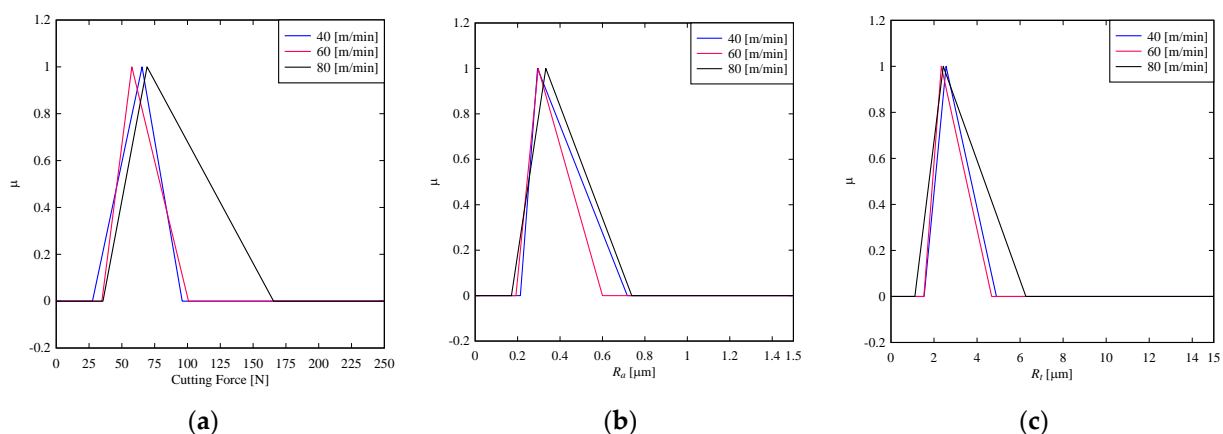 1.2
1
0.8
0.6
0.4
0.2
0
-0.2
μ
0 25 50 75 100 125 150 175 200 225 250
Cutting Force [N]
40 [m/min]
60 [m/min]
80 [m/min]
(a)
1.2
1
0.8
0.6
0.4
0.2
0
-0.2
μ
0 0.2 0.4 0.6 0.8 1 1.2 1.4 1.5
Ra [μm]
40 [m/min]
60 [m/min]
80 [m/min]
(b)
1.2
1
0.8
0.6
0.4
0.2
0
-0.2
μ
0 2 4 6 8 10 12 14 15
Rt [μm]
40 [m/min]
60 [m/min]
80 [m/min]
(c)